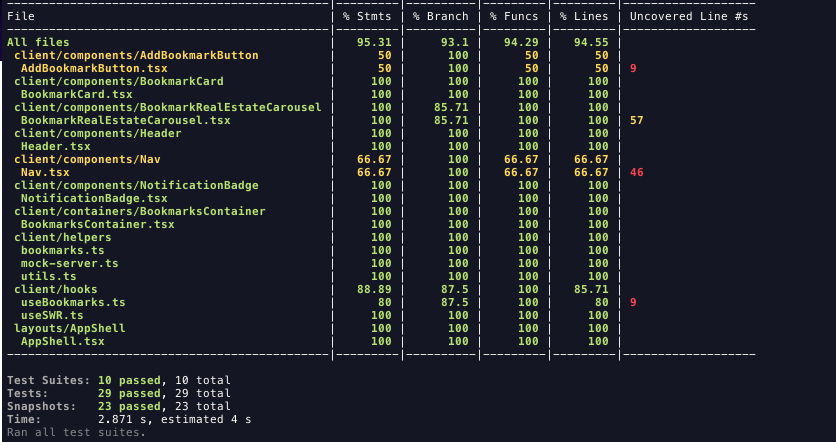 File | % Stmts | % Branch | % Funcs | % Lines | Uncovered Line #s
All files | 95.31 | 93.1 | 94.29 | 94.55 |
client/components/AddBookmarkButton | 50 | 100 | 50 | 50 |
AddBookmarkButton.tsx | 50 | 100 | 50 | 50 | 9
client/components/BookmarkCard | 100 | 100 | 100 | 100 |
BookmarkCard.tsx | 100 | 100 | 100 | 100 |
client/components/BookmarkRealEstateCarousel | 100 | 85.71 | 100 | 100 |
BookmarkRealEstateCarousel.tsx | 100 | 85.71 | 100 | 100 | 57
client/components/Header | 100 | 100 | 100 | 100 |
Header.tsx | 100 | 100 | 100 | 100 |
client/components/Nav | 66.67 | 100 | 66.67 | 66.67 |
Nav.tsx | 66.67 | 100 | 66.67 | 66.67 | 46
client/components/NotificationBadge | 100 | 100 | 100 | 100 |
NotificationBadge.tsx | 100 | 100 | 100 | 100 |
client/containers/BookmarksContainer | 100 | 100 | 100 | 100 |
BookmarksContainer.tsx | 100 | 100 | 100 | 100 |
client/helpers | 100 | 100 | 100 | 100 |
bookmarks.ts | 100 | 100 | 100 | 100 |
mock-server.ts | 100 | 100 | 100 | 100 |
utils.ts | 100 | 100 | 100 | 100 |
client/hooks | 88.89 | 87.5 | 100 | 85.71 |
useBookmarks.ts | 80 | 87.5 | 100 | 80 | 9
useSWR.ts | 100 | 100 | 100 | 100 |
layouts/AppShell | 100 | 100 | 100 | 100 |
AppShell.tsx | 100 | 100 | 100 | 100 |
Test Suites: 10 passed, 10 total
Tests: 29 passed, 29 total
Snapshots: 23 passed, 23 total
Time: 2.871 s, estimated 4 s
Ran all test suites.